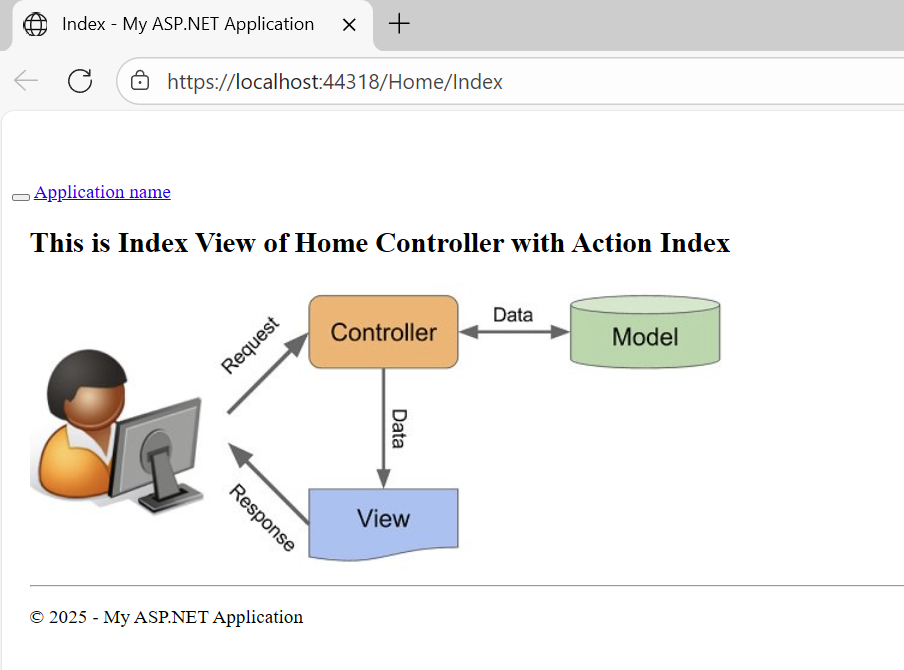 Index - My ASP.NET Application
https://localhost:44318/Home/Index
Application name
This is Index View of Home Controller with Action Index
Request
Controller
Data
Model
Data
Response
View
© 2025 - My ASP.NET Application